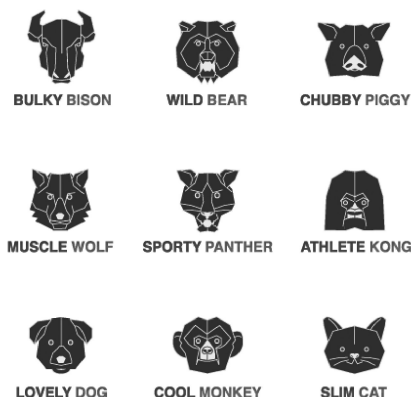 BULKY BISON
WILD BEAR
CHUBBY PIGGY
MUSCLE WOLF
SPORTY PANTHER
ATHLETE KONG
LOVELY DOG
COOL MONKEY
SLIM CAT